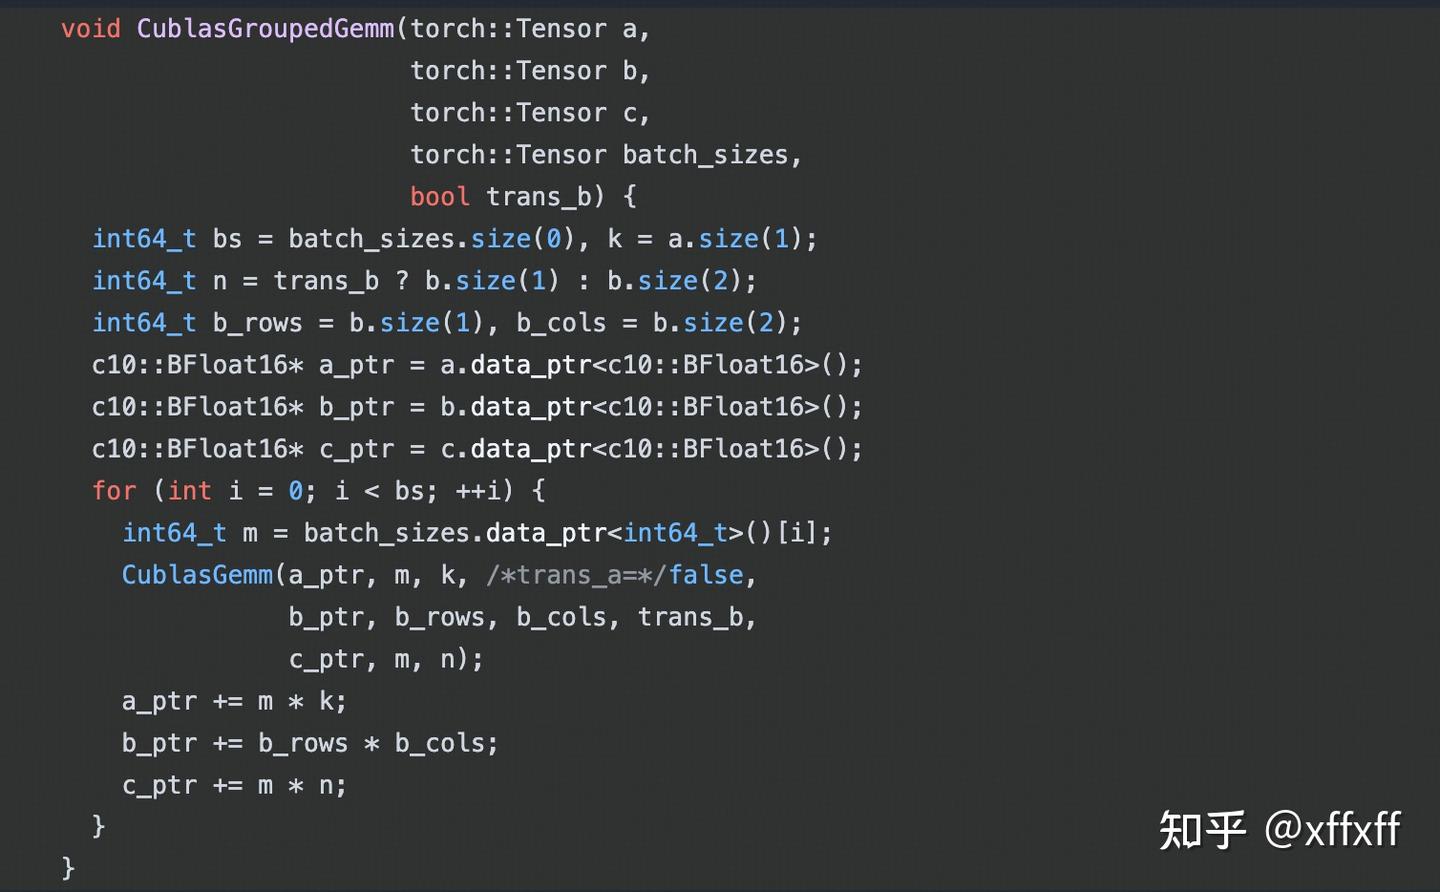 void CublasGroupedGemm(torch::Tensor a,
                       torch::Tensor b,
                       torch::Tensor c,
                       torch::Tensor batch_sizes,
                       bool trans_b) {
  int64_t bs = batch_sizes.size(0), k = a.size(1);
  int64_t n = trans_b ? b.size(1) : b.size(2);
  int64_t b_rows = b.size(1), b_cols = b.size(2);
  c10::BFloat16* a_ptr = a.data_ptr<c10::BFloat16>();
  c10::BFloat16* b_ptr = b.data_ptr<c10::BFloat16>();
  c10::BFloat16* c_ptr = c.data_ptr<c10::BFloat16>();
  for (int i = 0; i < bs; ++i) {
    int64_t m = batch_sizes.data_ptr<int64_t>()[i];
    CublasGemm(a_ptr, m, k, /*trans_a=*/false,
               b_ptr, b_rows, b_cols, trans_b,
               c_ptr, m, n);
    a_ptr += m * k;
    b_ptr += b_rows * b_cols;
    c_ptr += m * n;
  }
}
知乎 @xffxff